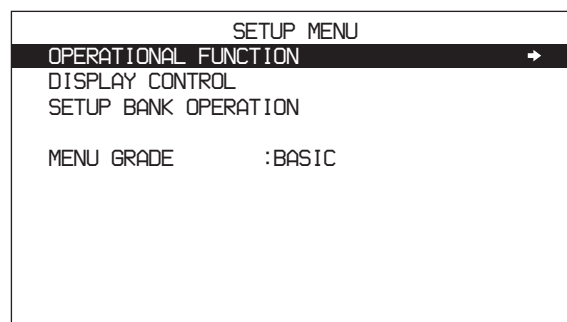 SETUP MENU
OPERATIONAL FUNCTION →
DISPLAY CONTROL
SETUP BANK OPERATION
MENU GRADE :BASIC